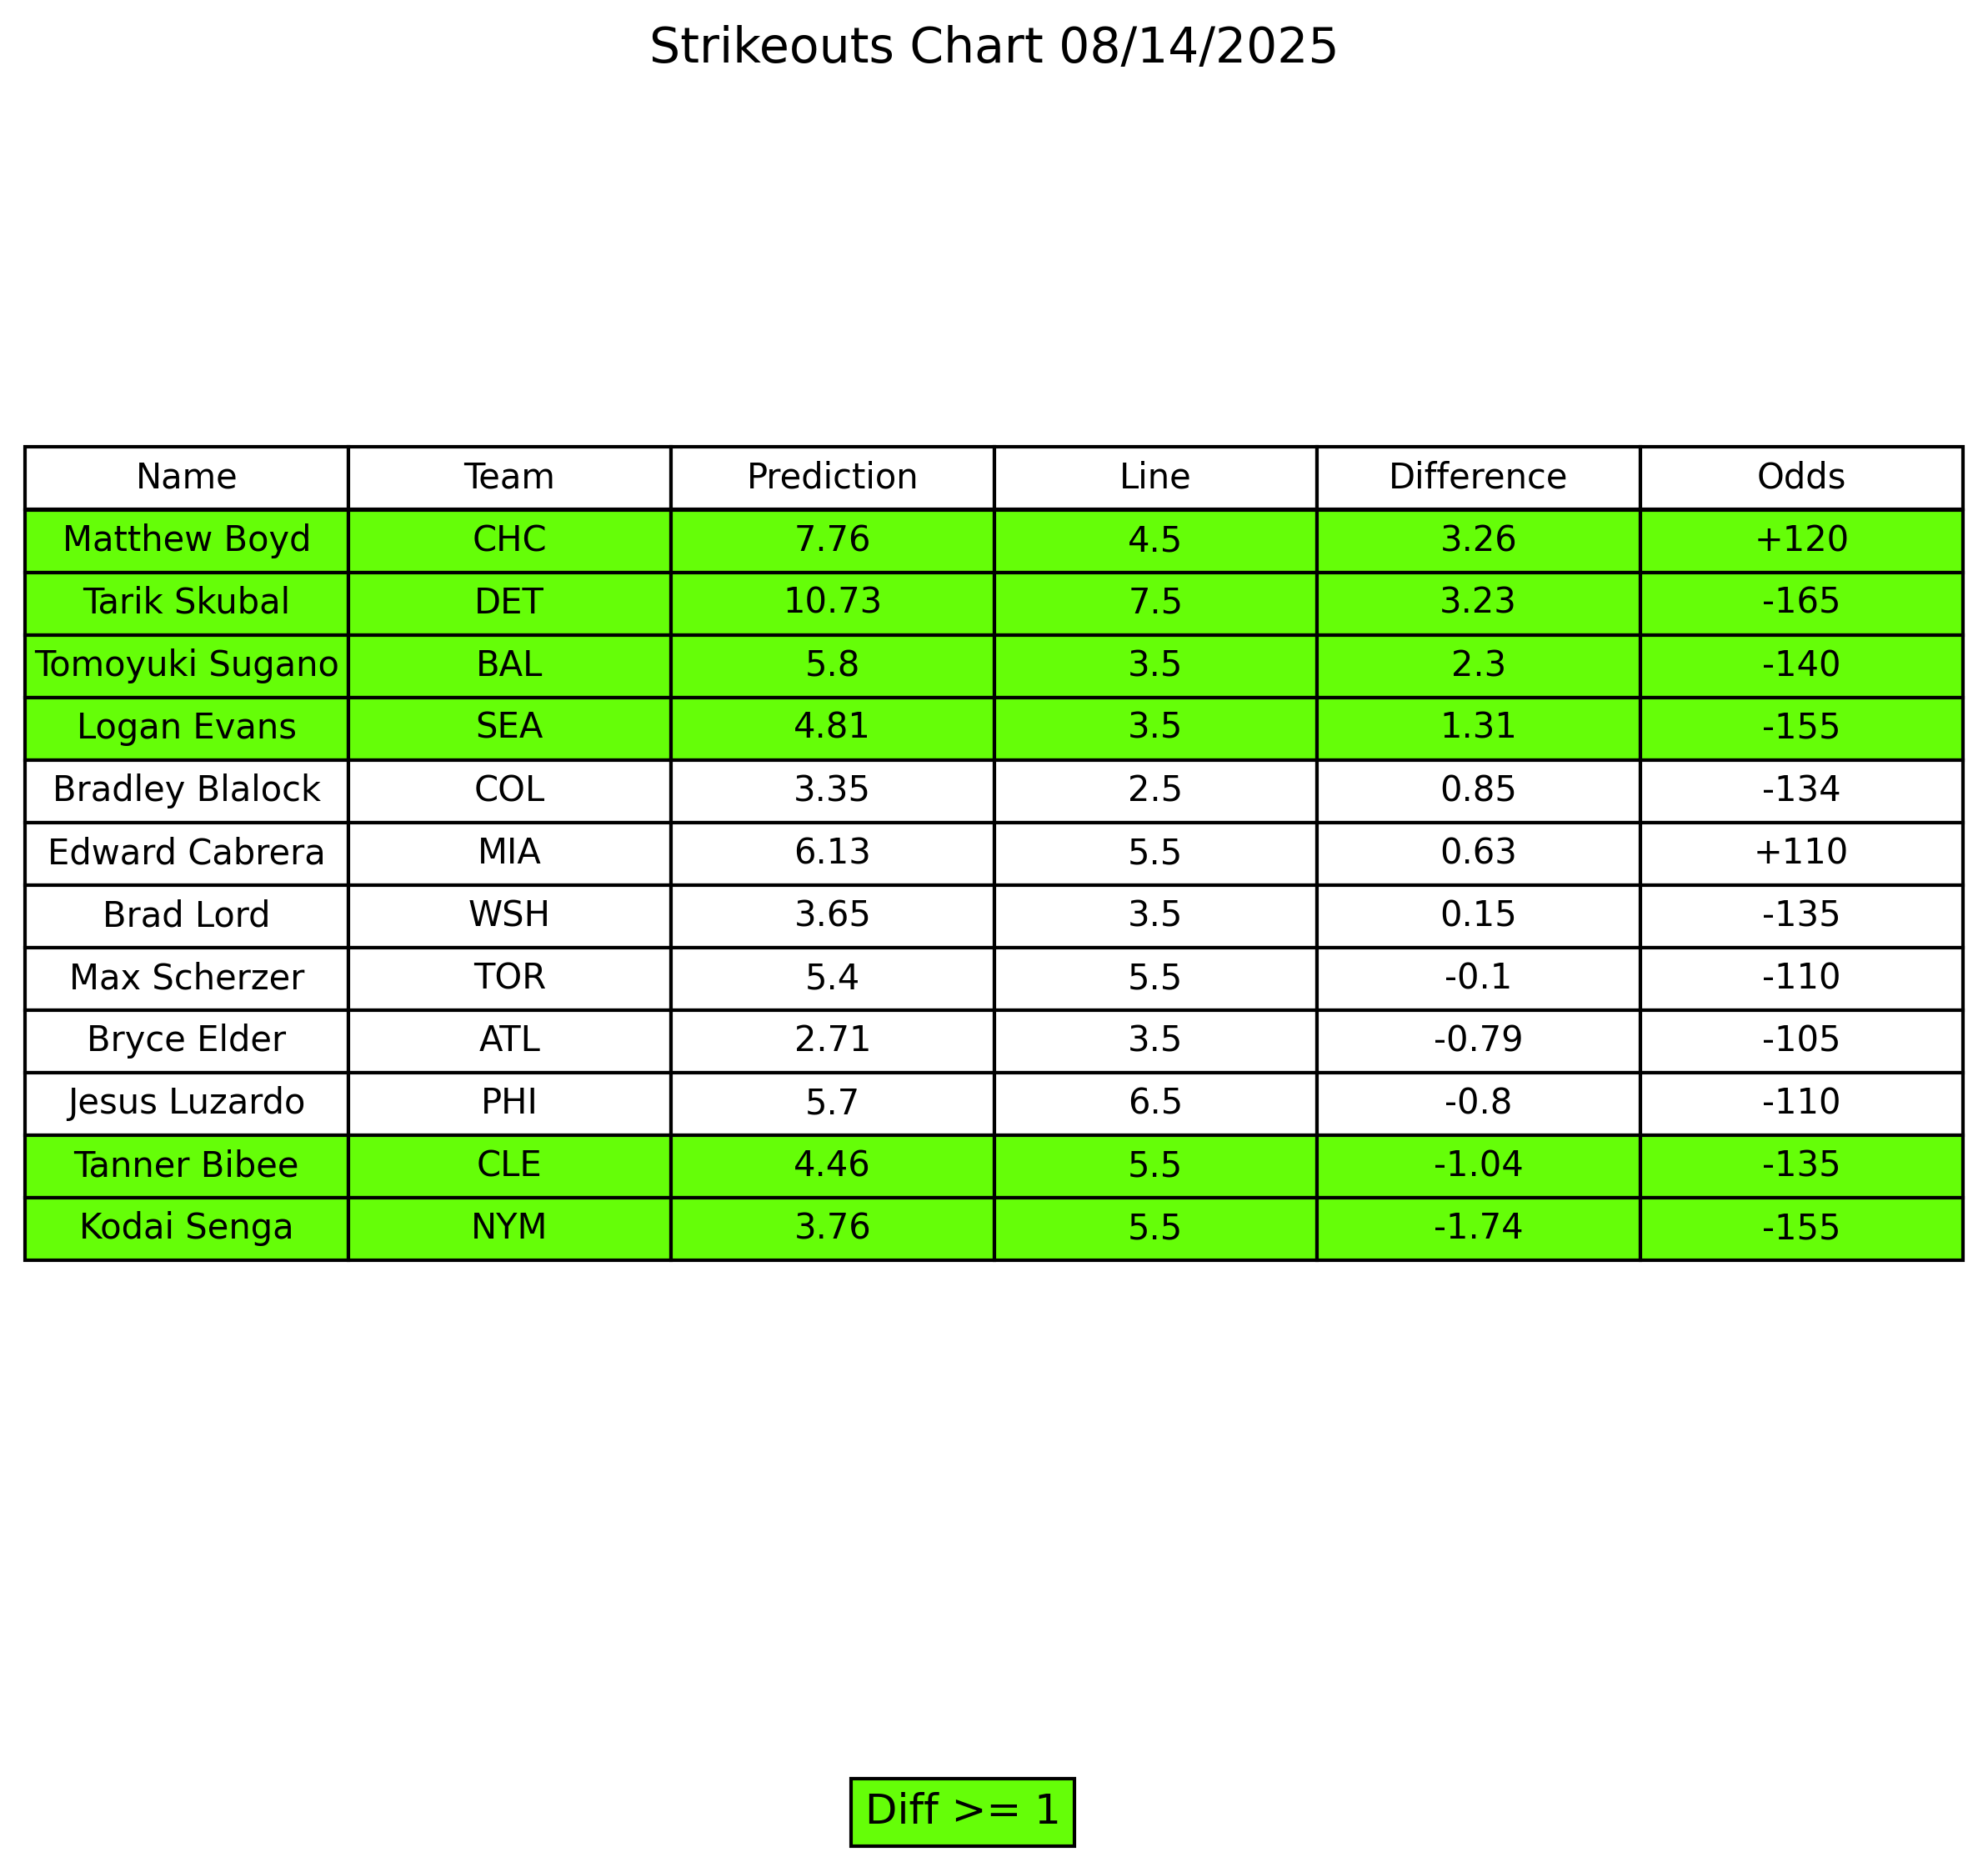 Strikeouts Chart 08/14/2025
Name Team Prediction Line Difference Odds
Matthew Boyd CHC 7.76 4.5 3.26 +120
Tarik Skubal DET 10.73 7.5 3.23 -165
Tomoyuki Sugano BAL 5.8 3.5 2.3 -140
Logan Evans SEA 4.81 3.5 1.31 -155
Bradley Blalock COL 3.35 2.5 0.85 -134
Edward Cabrera MIA 6.13 5.5 0.63 +110
Brad Lord WSH 3.65 3.5 0.15 -135
Max Scherzer TOR 5.4 5.5 -0.1 -110
Bryce Elder ATL 2.71 3.5 -0.79 -105
Jesus Luzardo PHI 5.7 6.5 -0.8 -110
Tanner Bibee CLE 4.46 5.5 -1.04 -135
Kodai Senga NYM 3.76 5.5 -1.74 -155
Diff >= 1